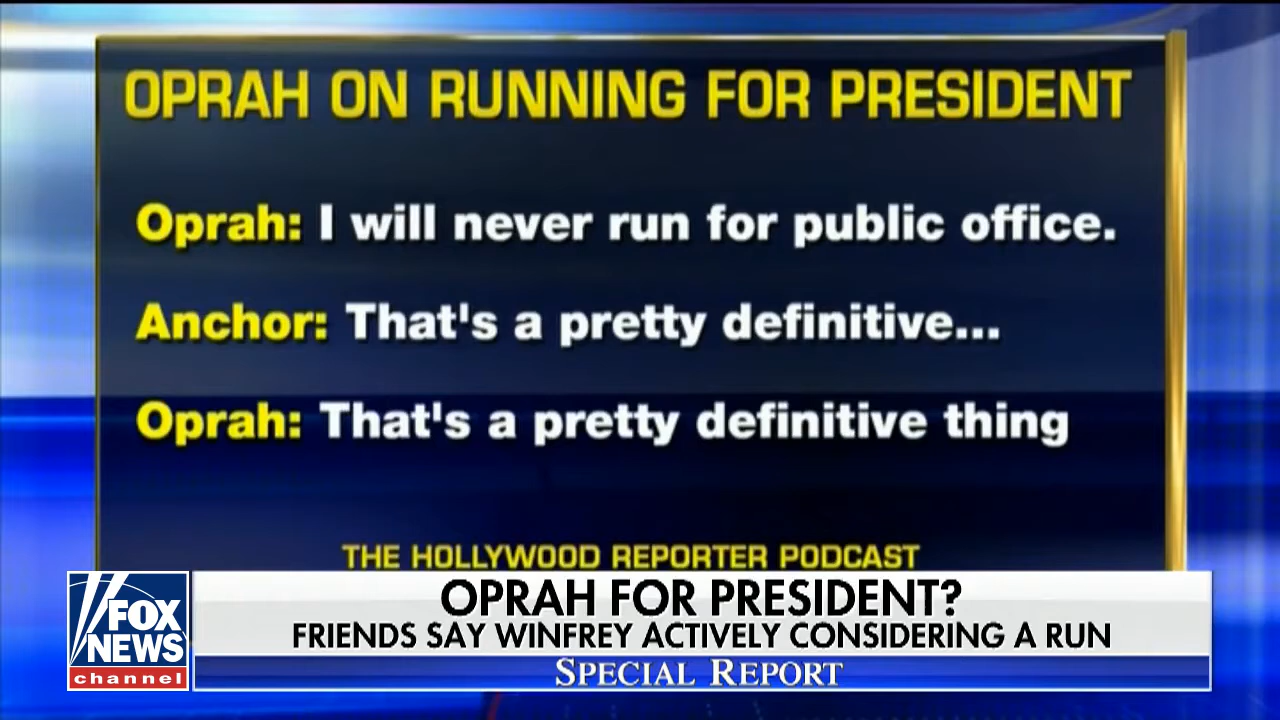 OPRAH ON RUNNING FOR PRESIDENT
Oprah: I will never run for public office.
Anchor: That's a pretty definitive...
Oprah: That's a pretty definitive thing
THE HOLLYWOOD REPORTER PODCAST
OPRAH FOR PRESIDENT?
FRIENDS SAY WINFREY ACTIVELY CONSIDERING A RUN
SPECIAL REPORT
FOX
NEWS
channel